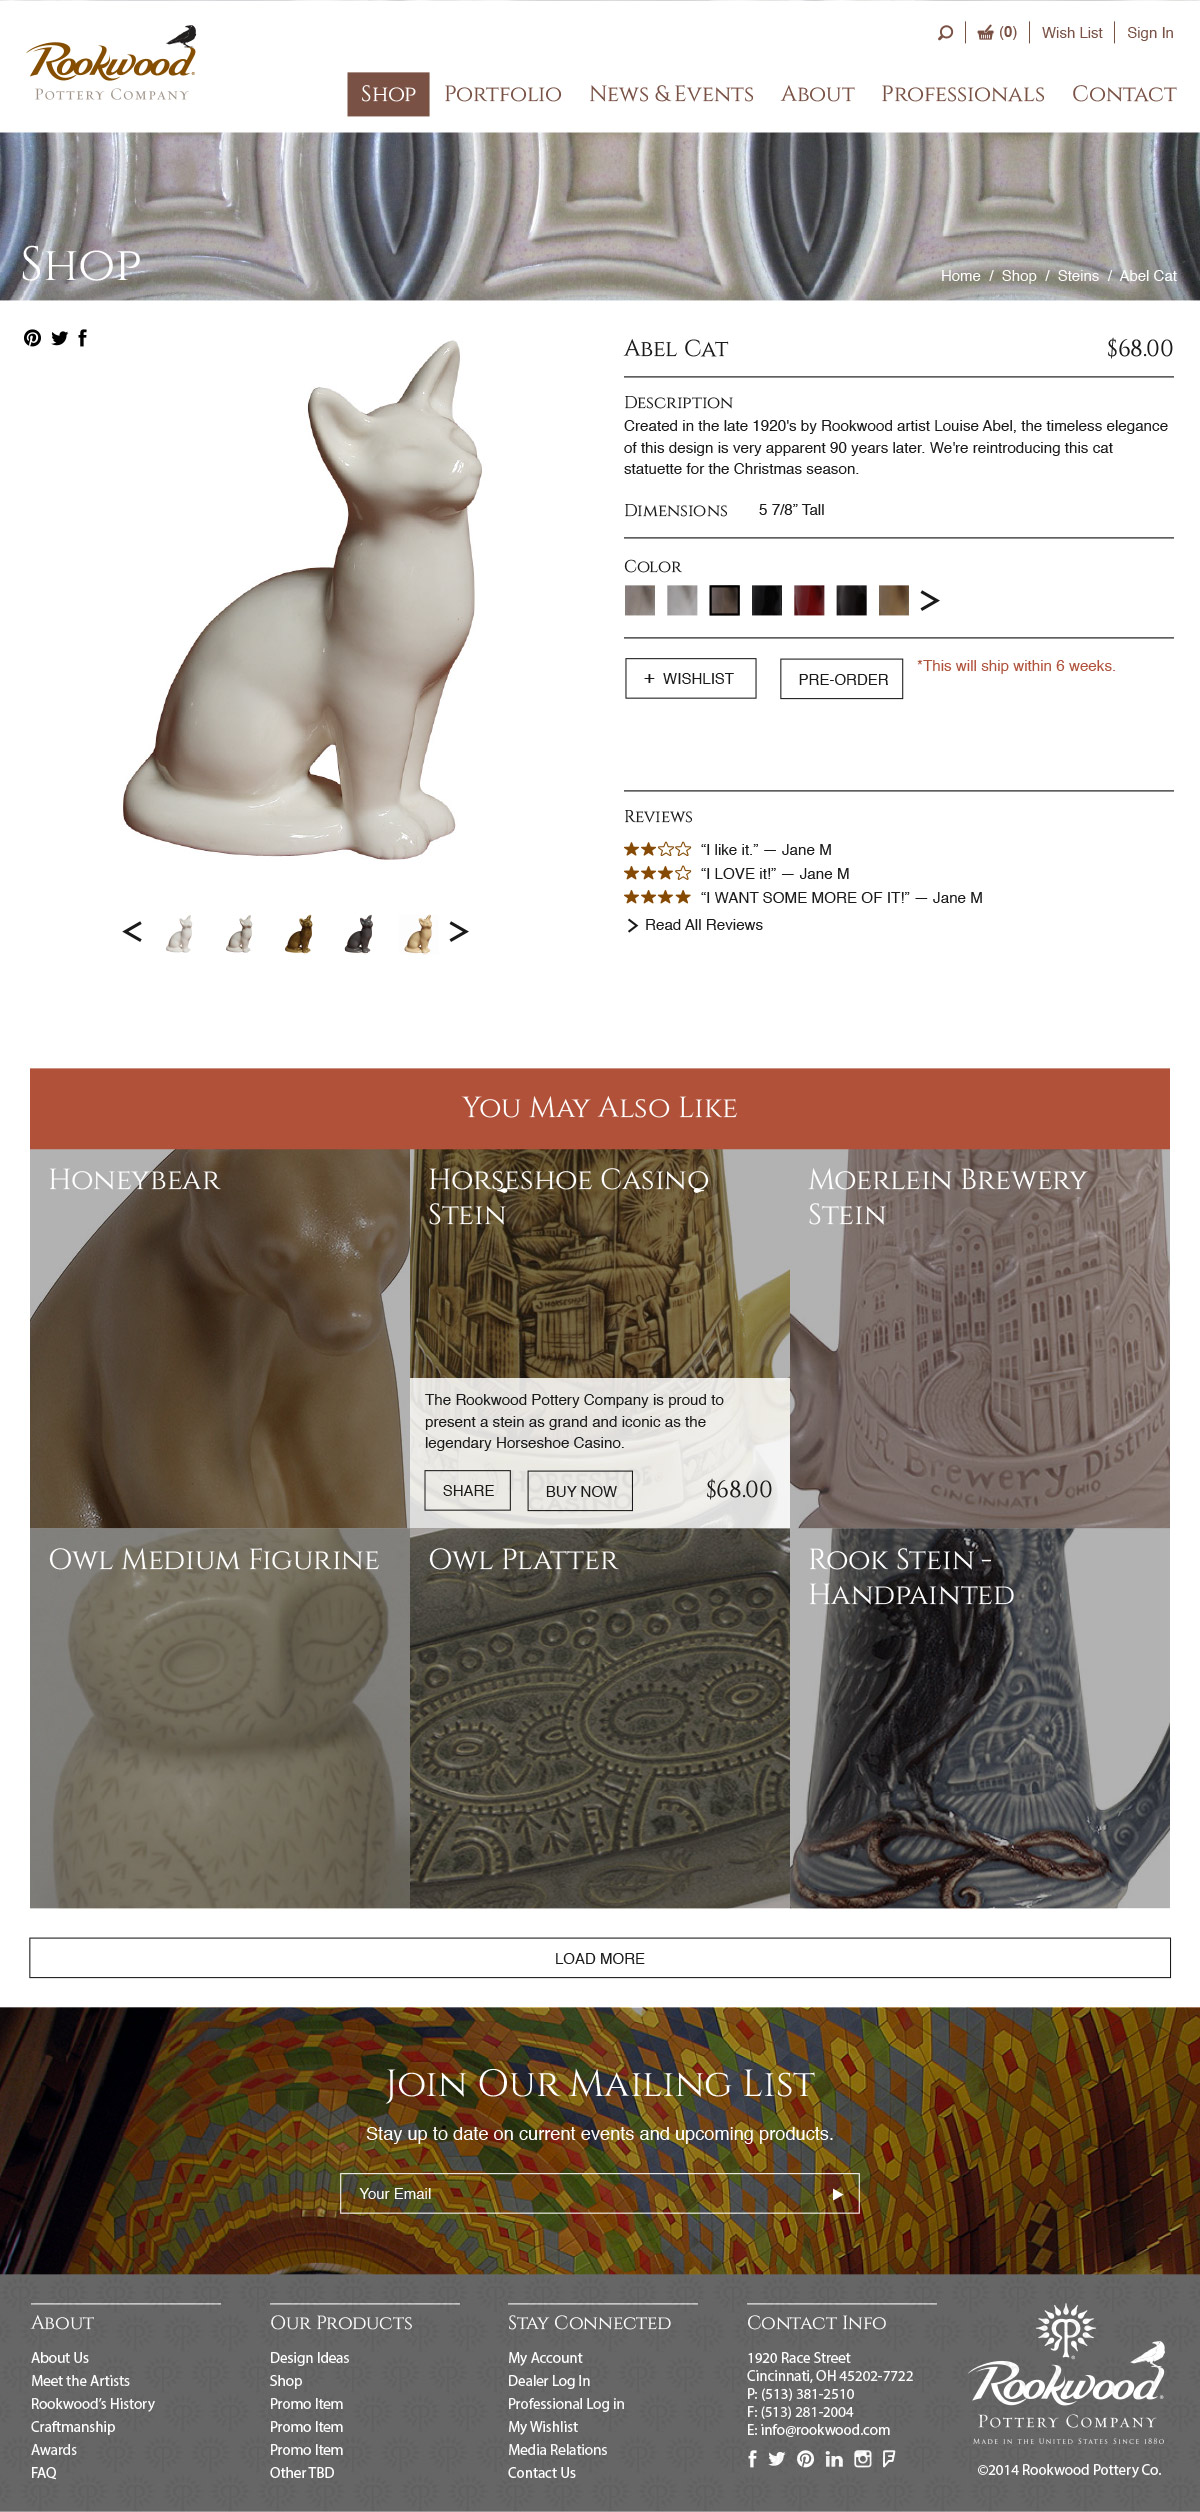 Rookwood
Pottery Company
(0)
Wish List
Sign In
Shop
Portfolio
News & Events
About
Professionals
Contact
Shop
Home / Shop / Steins / Abel Cat
Abel Cat
$68.00
Description
Created in the late 1920's by Rookwood artist Louise Abel, the timeless elegance
of this design is very apparent 90 years later. We're reintroducing this cat
statuette for the Christmas season.
Dimensions 5 7/8” Tall
Color
+ WISHLIST
PRE-ORDER
*This will ship within 6 weeks.
Reviews
“I like it.” — Jane M
“I LOVE it!” — Jane M
“I WANT SOME MORE OF IT!” — Jane M
Read All Reviews
You May Also Like
Honeybear
Horseshoe Casino
Stein
HORSESHOE
The Rookwood Pottery Company is proud to
present a stein as grand and iconic as the
legendary Horseshoe Casino.
SHARE
BUY NOW
$68.00
Moerlein Brewery
Stein
Brewery District
CINCINNATI OHIO
Owl Medium Figurine
Owl Platter
Rook Stein -
Handpainted
LOAD MORE
Join Our Mailing List
Stay up to date on current events and upcoming products.
Your Email
About
About Us
Meet the Artists
Rookwood’s History
Craftmanship
Awards
FAQ
Our Products
Design Ideas
Shop
Promo Item
Promo Item
Promo Item
Other TBD
Stay Connected
My Account
Dealer Log In
Professional Log in
My Wishlist
Media Relations
Contact Us
Contact Info
1920 Race Street
Cincinnati, OH 45202-7722
P: (513) 381-2510
F: (513) 281-2004
E: info@rookwood.com
Rookwood
Pottery Company
Made in the United States Since 1880
©2014 Rookwood Pottery Co.